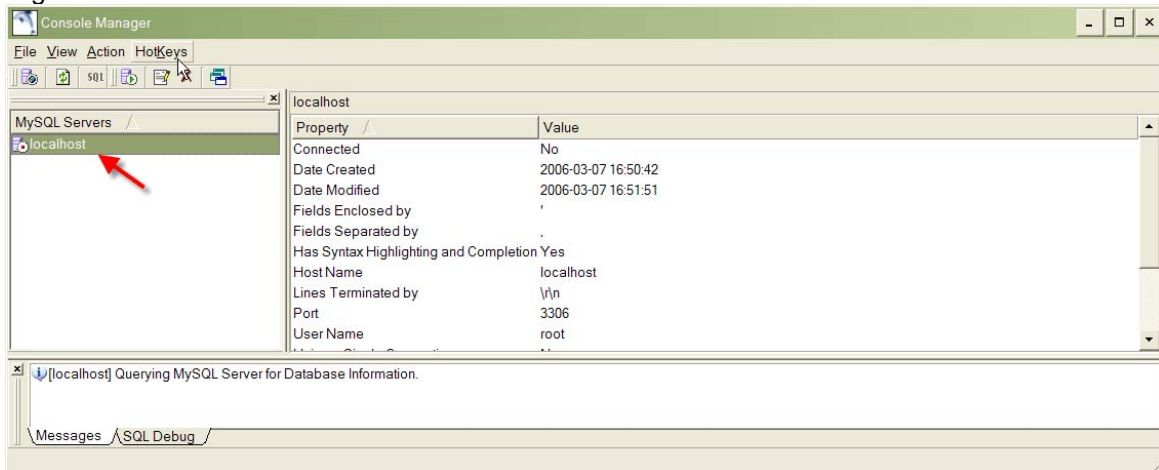 Console Manager
File View Action HotKeys
SQL
localhost
MySQL Servers
Property Value
localhost
Connected No
Date Created 2006-03-07 16:50:42
Date Modified 2006-03-07 16:51:51
Fields Enclosed by '
Fields Separated by .
Has Syntax Highlighting and Completion Yes
Host Name localhost
Lines Terminated by \r\n
Port 3306
User Name root
[localhost] Querying MySQL Server for Database Information.
Messages SQL Debug